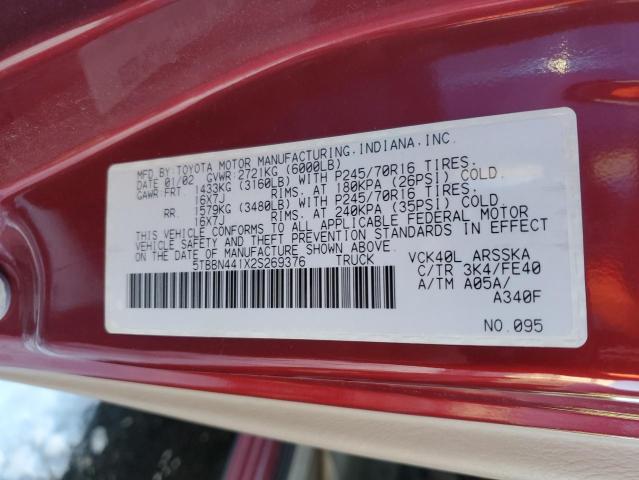 MFD. BY: TOYOTA MOTOR MANUFACTURING, INDIANA, INC.
DATE 01/02 GVWR: 2721KG (6000LB)
GAWR: FRT. 1433KG (3160LB) WITH P245/70R16 TIRES.
16X7J RIMS. AT 180KPA (26PSI) COLD.
RR. 1579KG (3480LB) WITH P245/70R16 TIRES.
16X7J RIMS. AT 240KPA (35PSI) COLD
THIS VEHICLE CONFORMS TO ALL APPLICABLE FEDERAL MOTOR
VEHICLE SAFETY AND THEFT PREVENTION STANDARDS IN EFFECT
ON THE DATE OF MANUFACTURE SHOWN ABOVE.
5TBBN441X2S269376 TRUCK
VCK40L ARSSKA
C/TR 3K4/FE40
A/TM A05A/
A340F
NO. 095